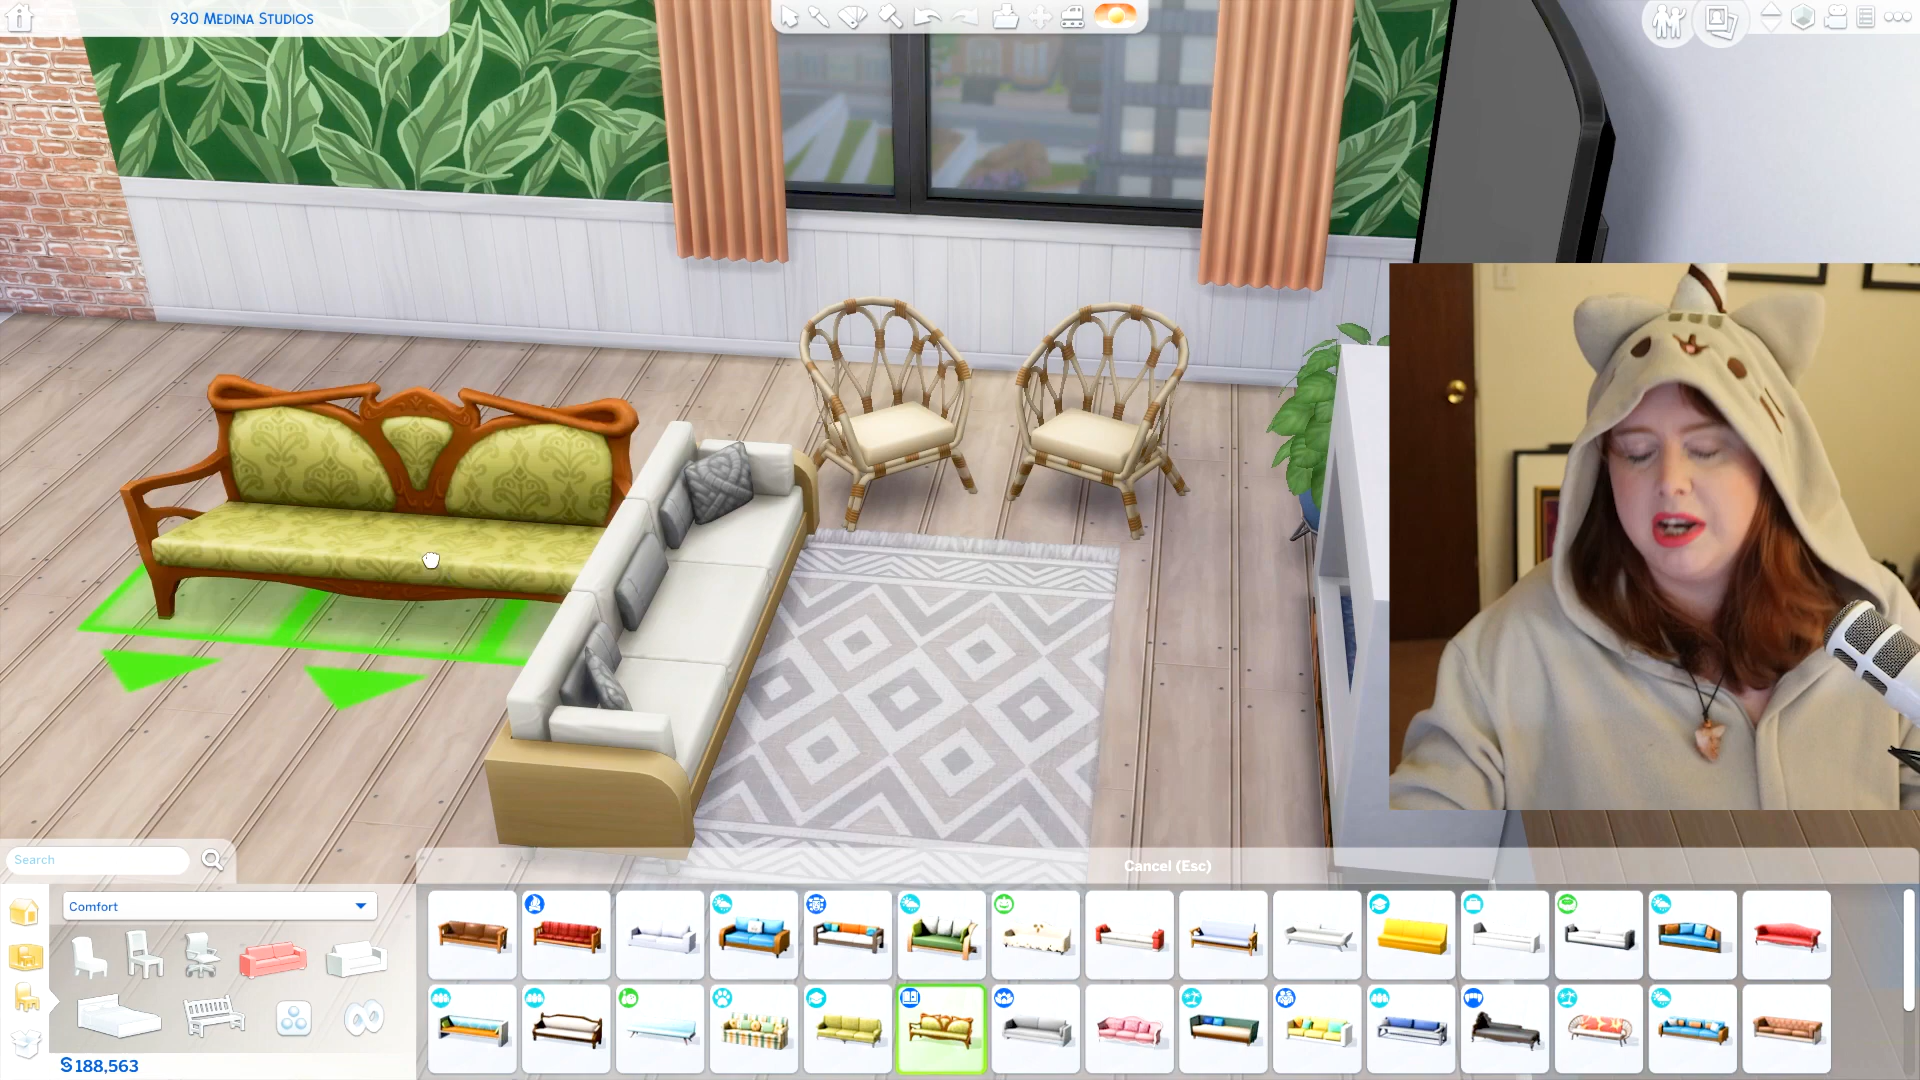 930 MEDINA STUDIOS
Cancel (Esc)
Search
Comfort
§188,563